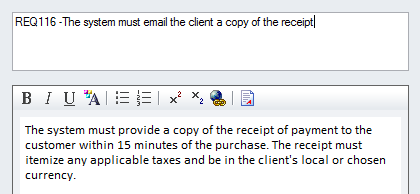 REQ116 -The system must email the client a copy of the receipt
B I U A x² x₂
The system must provide a copy of the receipt of payment to the
customer within 15 minutes of the purchase. The receipt must
itemize any applicable taxes and be in the client's local or chosen
currency.